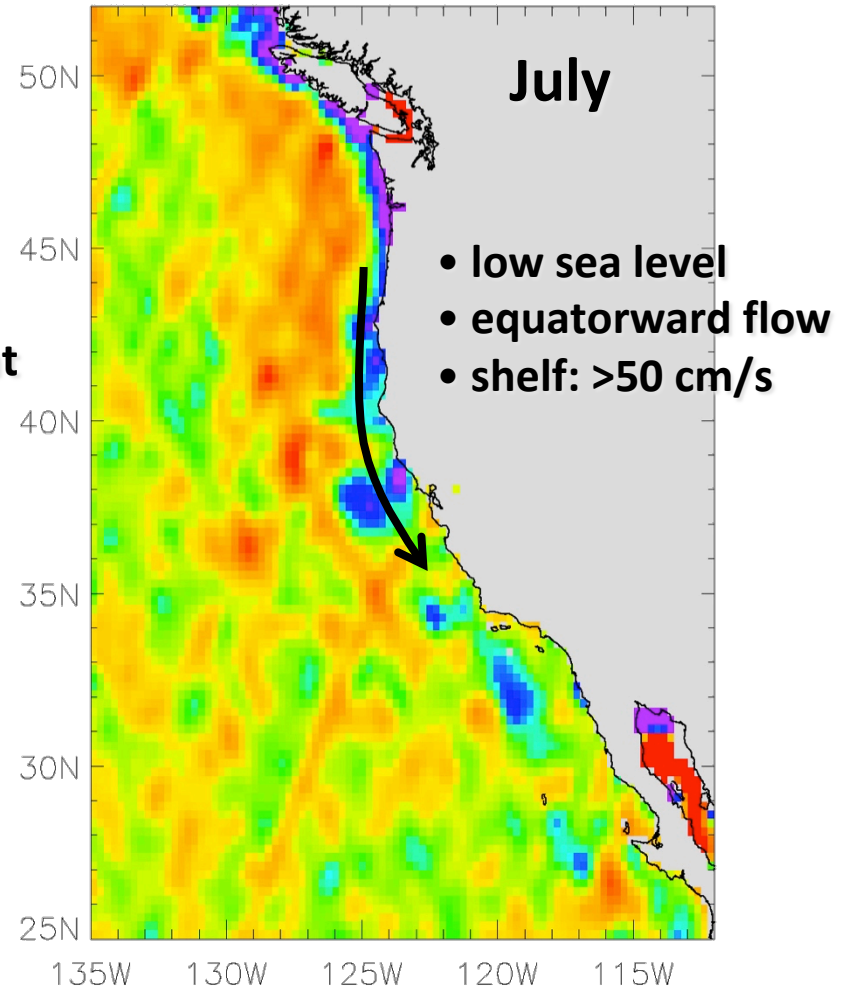 50N
July
45N
• low sea level
• equatorward flow
t
• shelf: >50 cm/s
40N
35N
30N
25N
135W 130W 125W 120W 115W